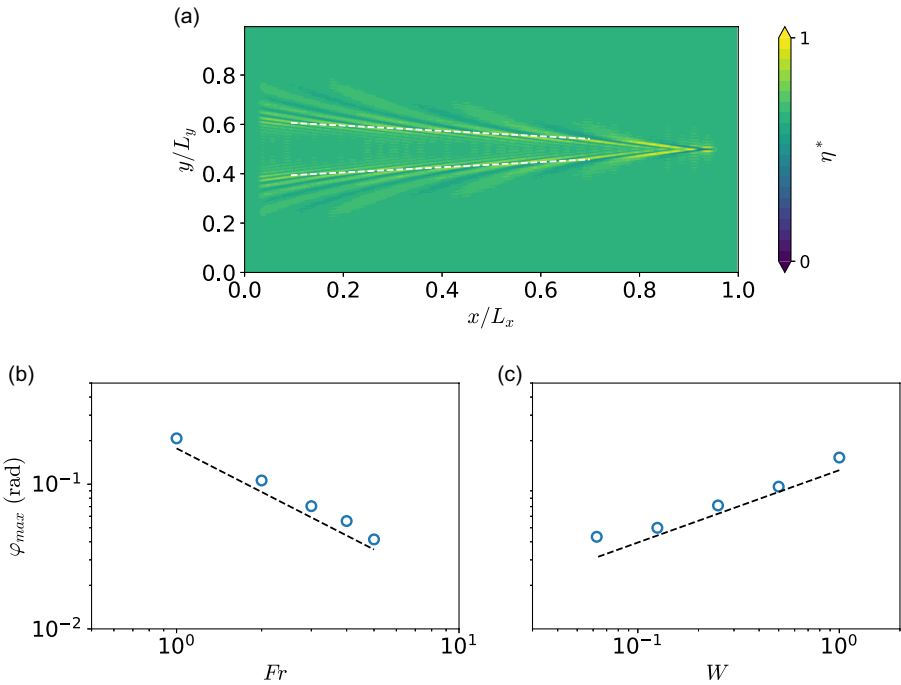 (a)
1
0.8
0.6
0.4
0.2
0.0
y/L_y
η*
0
0.0 0.2 0.4 0.6 0.8 1.0
x/L_x
(b) (c)
10^{-1}
10^{-2}
φ_{max} (rad)
10^0 10^1
Fr
10^{-1} 10^0
W